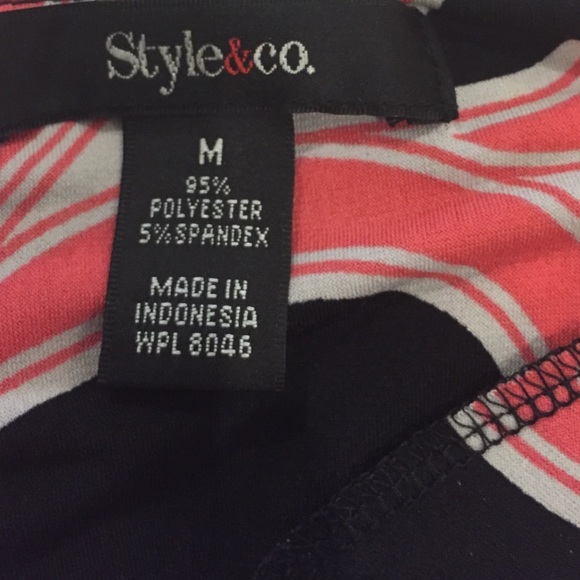 Style&co.
M
95%
POLYESTER
5% SPANDEX
MADE IN
INDONESIA
WPL 8046